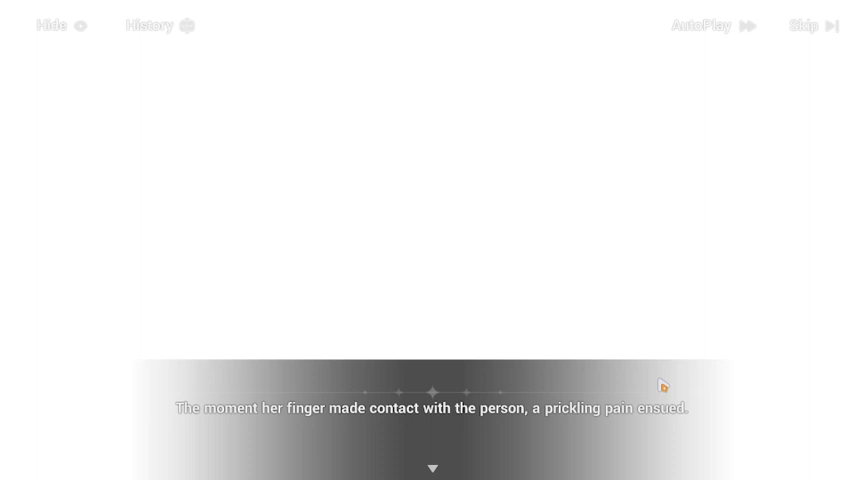 Hide
History
AutoPlay
Skip
The moment her finger made contact with the person, a prickling pain ensued.